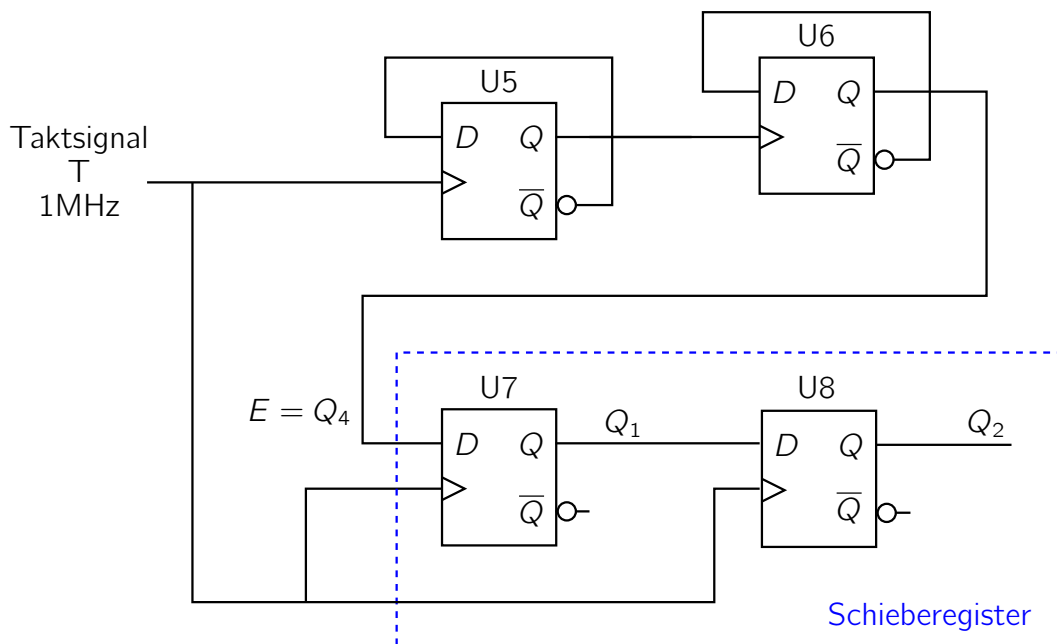 U6
U5
D Q
Q̅
D Q
Q̅
Taktsignal
T
1MHz
U7
U8
E = Q₄
D Q
Q̅
Q₁
D Q
Q̅
Q₂
Schieberegister